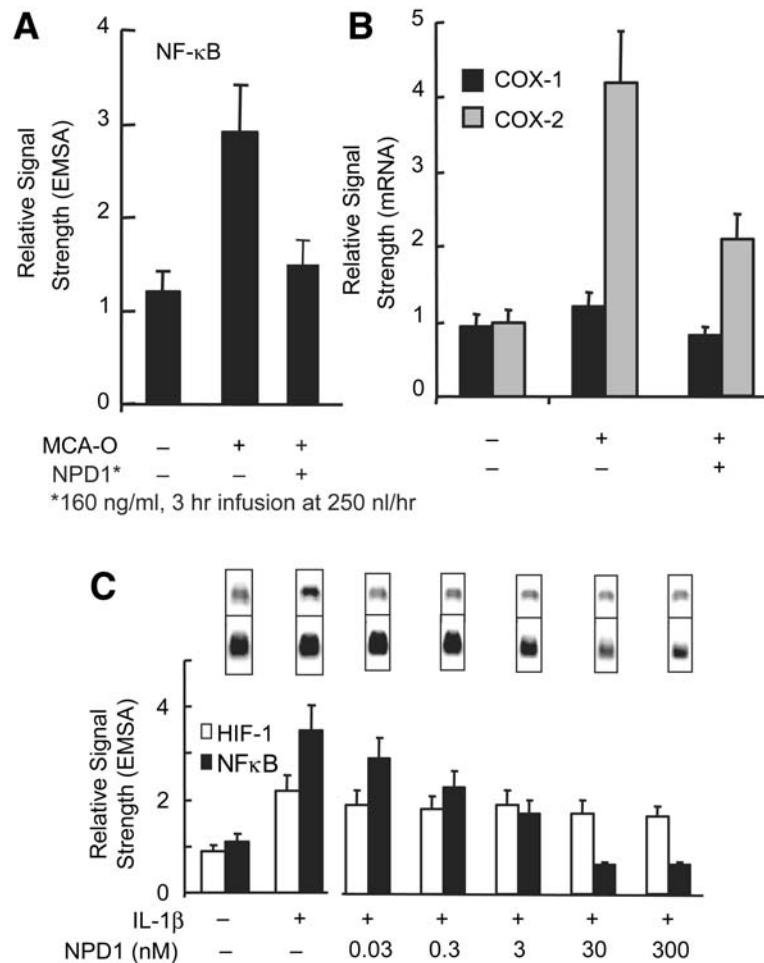 A
NF-κB
Relative Signal
Strength (EMSA)
4
3
2
1
0
MCA-O – + +
NPD1* – – +
*160 ng/ml, 3 hr infusion at 250 nl/hr
B
COX-1
COX-2
Relative Signal
Strength (mRNA)
5
4
3
2
1
0
– + +
– – +
C
HIF-1
NFκB
Relative Signal
Strength (EMSA)
4
2
0
IL-1β – + + + + + +
NPD1 (nM) – – 0.03 0.3 3 30 300